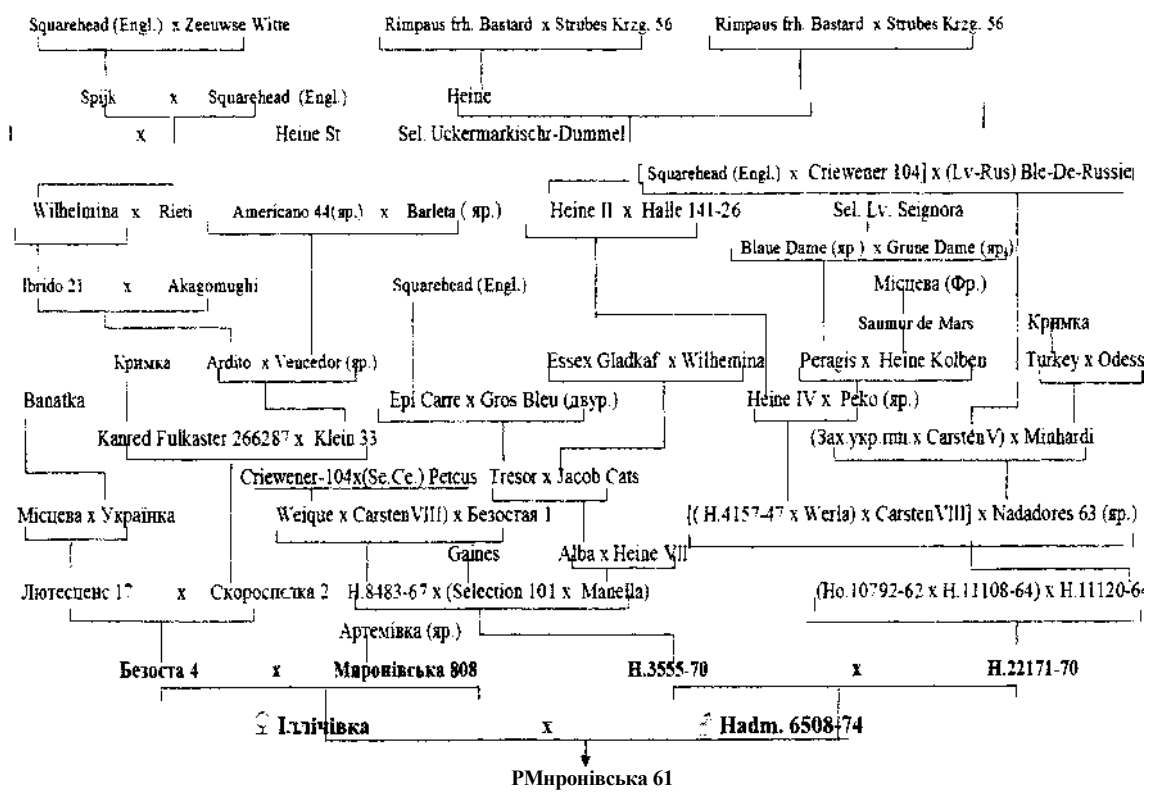 Squarehead (Engl.) x Zeeuwse Witte Rimpaus frh. Bastard x Strubes Krzg. 56 Rimpaus frh. Bastard x Strubes Krzg. 56
Spijk x Squarehead (Engl.) Heine
x Heine St Sel. Uckermarkischr-Dummel
[ Squarehead (Engl.) x Criewener 104] x (Lv-Rus) Ble-De-Russie
Wilhelmina x Rieti Americano 44(яр.) x Barleta ( яр.) Heine II x Halle 141-26 Sel. Lv. Seignora
Blaue Dame (яр.) x Grune Dame (яр.)
Ibrido 21 x Akagomughi Squarehead (Engl.) Місцева (Фр.)
Saumur de Mars Кримка
Кримка Ardito x Vencedor (яр.) Essex Gladkaf x Wilhemina Peragis x Heine Kolben Turkey x Odess
Banatka Epi Carre x Gros Bleu (двур.) Heine IV x Peko (яр.)
Kanred Fulkaster 266287 x Klein 33 (Зах.укр.пш. x Carsten V) x Minhardi
Criewener-104x(Se.Ce.) Petcus Tresor x Jacob Cats
Місцева x Українка Weique x CarstenVIII) x Безостая 1 [( H.4157-47 x Werla) x CarstenVIII] x Nadadores 63 (яр.)
Gaines Alba x Heine VII
Лютесценс 17 x Скороспелка 2 H.8483-67 x (Selection 101 x Manella) (Ho.10792-62 x H.11108-64) x H.11120-64
Артемівка (яр.)
Безоста 4 x Миронівська 808 H.3555-70 x H.22171-70
♀ Іллічівка x ♂ Hadm. 6508-74
РМнронівська 61